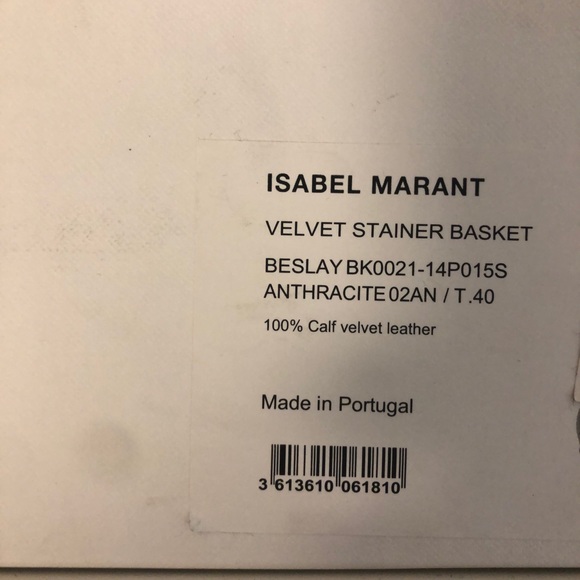 ISABEL MARANT
VELVET STAINER BASKET
BESLAY BK0021-14P015S
ANTHRACITE 02AN / T.40
100% Calf velvet leather
Made in Portugal
3 613610 061810